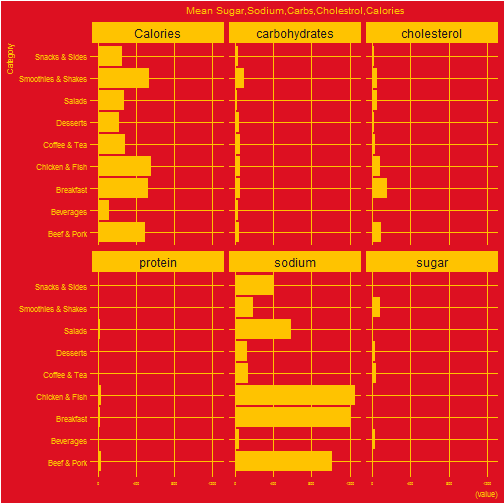 Mean Sugar,Sodium,Carbs,Cholestrol,Calories
Category
Calories carbohydrates cholesterol
Snacks & Sides
Smoothies & Shakes
Salads
Desserts
Coffee & Tea
Chicken & Fish
Breakfast
Beverages
Beef & Pork
protein sodium sugar
Snacks & Sides
Smoothies & Shakes
Salads
Desserts
Coffee & Tea
Chicken & Fish
Breakfast
Beverages
Beef & Pork
(value)